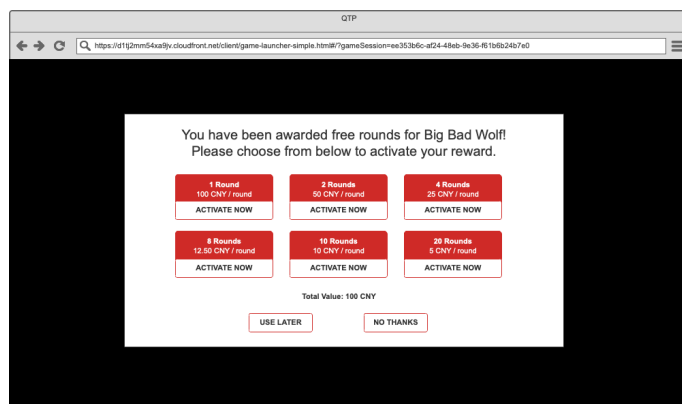 QTP
https://d1tj2mm54xa9jv.cloudfront.net/client/game-launcher-simple.html#/?gameSession=ee353b6c-af24-48eb-9e36-f61b6b24b7e0
You have been awarded free rounds for Big Bad Wolf!
Please choose from below to activate your reward.
1 Round
100 CNY / round
ACTIVATE NOW
2 Rounds
50 CNY / round
ACTIVATE NOW
4 Rounds
25 CNY / round
ACTIVATE NOW
8 Rounds
12.50 CNY / round
ACTIVATE NOW
10 Rounds
10 CNY / round
ACTIVATE NOW
20 Rounds
5 CNY / round
ACTIVATE NOW
Total Value: 100 CNY
USE LATER
NO THANKS